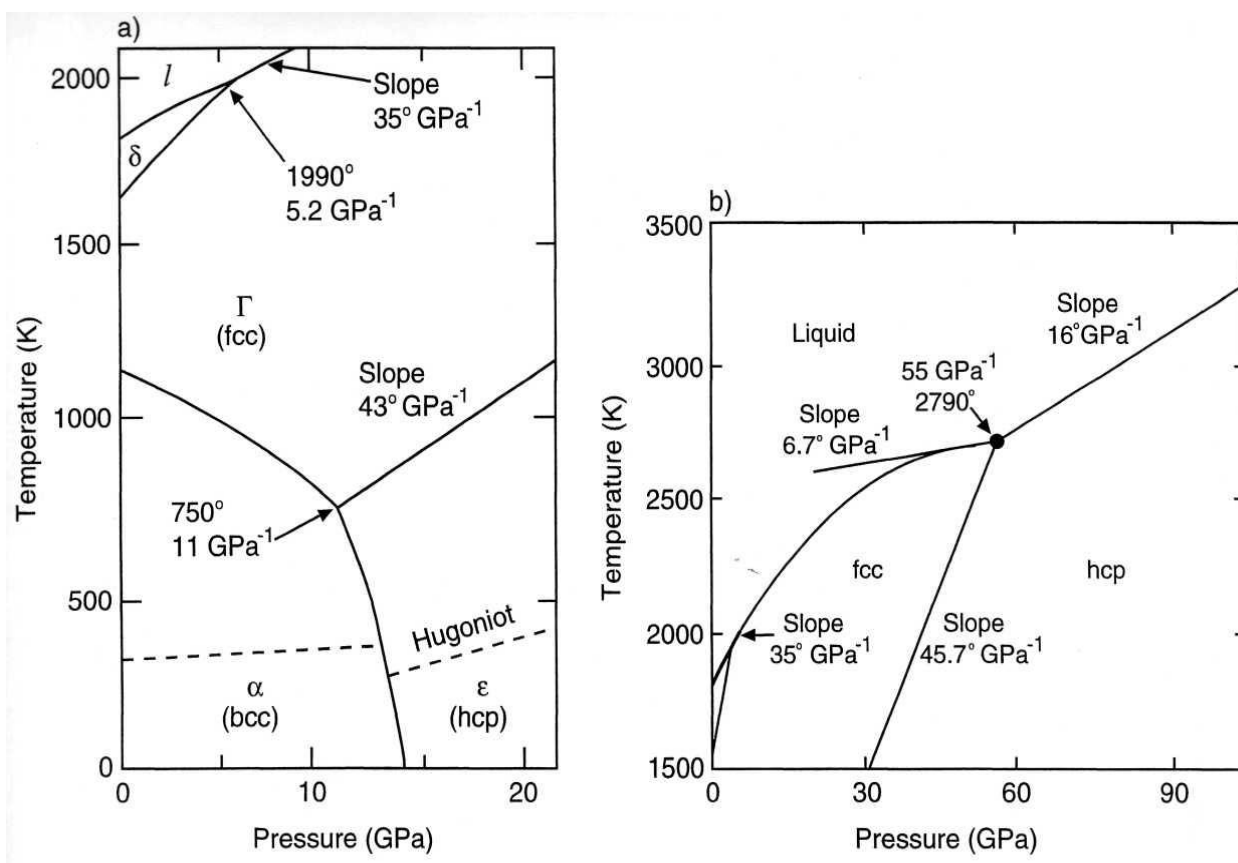 a)
2000
1500
1000
500
0
Temperature (K)
l
δ
Slope
35° GPa⁻¹
1990°
5.2 GPa⁻¹
Γ
(fcc)
Slope
43° GPa⁻¹
750°
11 GPa⁻¹
Hugoniot
α
(bcc)
ε
(hcp)
0
10
20
Pressure (GPa)
b)
3500
3000
2500
2000
1500
Temperature (K)
Liquid
Slope
16°GPa⁻¹
55 GPa⁻¹
2790°
Slope
6.7° GPa⁻¹
fcc
hcp
Slope
35° GPa⁻¹
Slope
45.7° GPa⁻¹
0
30
60
90
Pressure (GPa)